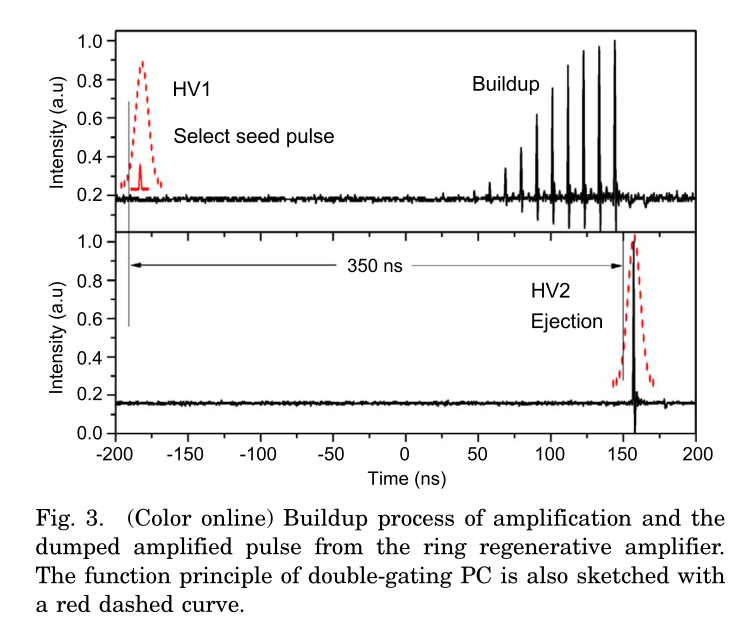 1.0
0.8
0.6
0.4
0.2
Intensity (a.u)
HV1
Select seed pulse
Buildup
1.0
0.8
0.6
0.4
0.2
0.0
Intensity (a.u)
350 ns
HV2
Ejection
-200 -150 -100 -50 0 50 100 150 200
Time (ns)
Fig. 3. (Color online) Buildup process of amplification and the
dumped amplified pulse from the ring regenerative amplifier.
The function principle of double-gating PC is also sketched with
a red dashed curve.